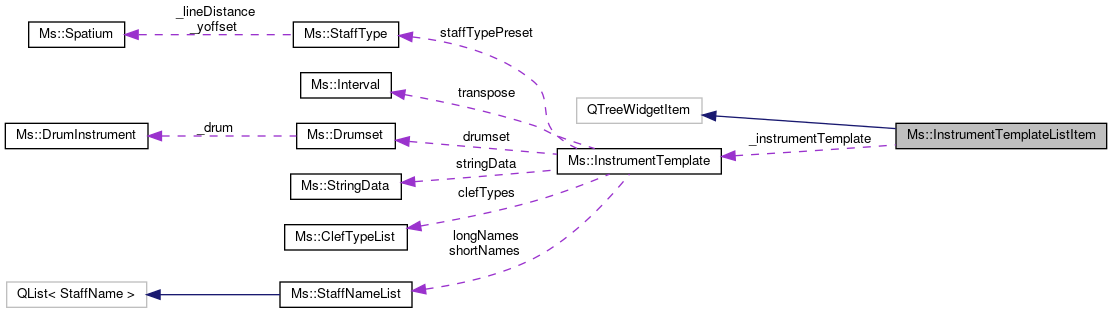 _lineDistance
_yoffset
Ms::Spatium
Ms::StaffType
staffTypePreset
Ms::Interval
transpose
QTreeWidgetItem
Ms::DrumInstrument
_drum
Ms::Drumset
drumset
_instrumentTemplate
Ms::InstrumentTemplateListItem
Ms::InstrumentTemplate
stringData
Ms::StringData
clefTypes
Ms::ClefTypeList
longNames
shortNames
QList< StaffName >
Ms::StaffNameList